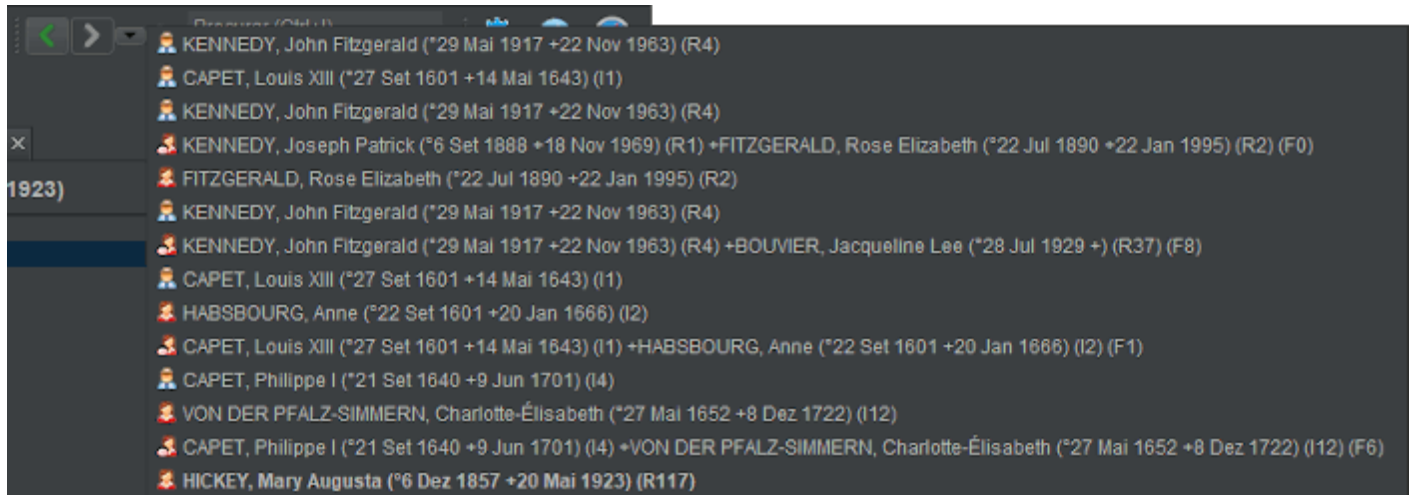 Procurar (Ctrl+I)
KENNEDY, John Fitzgerald (°29 Mai 1917 +22 Nov 1963) (R4)
CAPET, Louis XIII (°27 Set 1601 +14 Mai 1643) (I1)
KENNEDY, John Fitzgerald (°29 Mai 1917 +22 Nov 1963) (R4)
KENNEDY, Joseph Patrick (°6 Set 1888 +18 Nov 1969) (R1) +FITZGERALD, Rose Elizabeth (°22 Jul 1890 +22 Jan 1995) (R2) (F0)
1923)
FITZGERALD, Rose Elizabeth (°22 Jul 1890 +22 Jan 1995) (R2)
KENNEDY, John Fitzgerald (°29 Mai 1917 +22 Nov 1963) (R4)
KENNEDY, John Fitzgerald (°29 Mai 1917 +22 Nov 1963) (R4) +BOUVIER, Jacqueline Lee (°28 Jul 1929 +) (R37) (F8)
CAPET, Louis XIII (°27 Set 1601 +14 Mai 1643) (I1)
HABSBOURG, Anne (°22 Set 1601 +20 Jan 1666) (I2)
CAPET, Louis XIII (°27 Set 1601 +14 Mai 1643) (I1) +HABSBOURG, Anne (°22 Set 1601 +20 Jan 1666) (I2) (F1)
CAPET, Philippe I (°21 Set 1640 +9 Jun 1701) (I4)
VON DER PFALZ-SIMMERN, Charlotte-Élisabeth (°27 Mai 1652 +8 Dez 1722) (I12)
CAPET, Philippe I (°21 Set 1640 +9 Jun 1701) (I4) +VON DER PFALZ-SIMMERN, Charlotte-Élisabeth (°27 Mai 1652 +8 Dez 1722) (I12) (F6)
HICKEY, Mary Augusta (°6 Dez 1857 +20 Mai 1923) (R117)